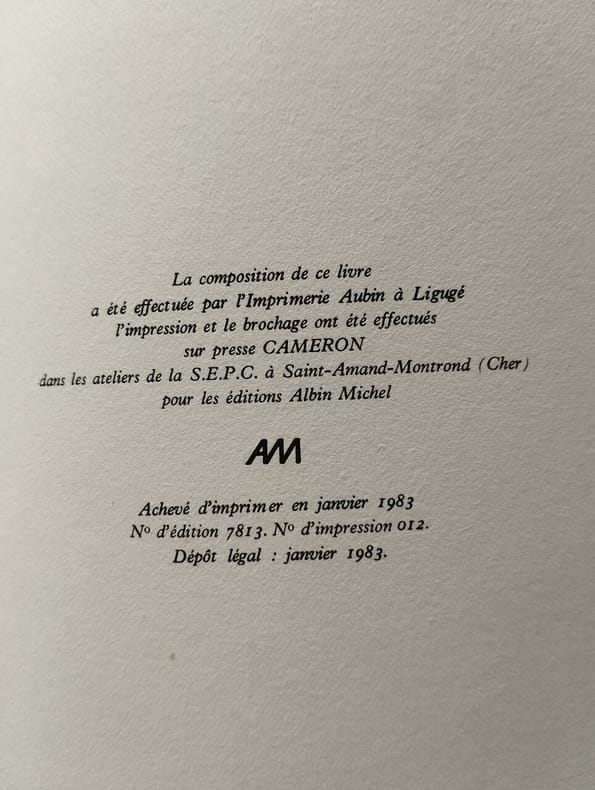 La composition de ce livre
a été effectuée par l'Imprimerie Aubin à Ligugé
l'impression et le brochage ont été effectués
sur presse CAMERON
dans les ateliers de la S.E.P.C. à Saint-Amand-Montrond (Cher)
pour les éditions Albin Michel
AM
Achevé d'imprimer en janvier 1983
Nº d'édition 7813. Nº d'impression 012.
Dépôt légal : janvier 1983.